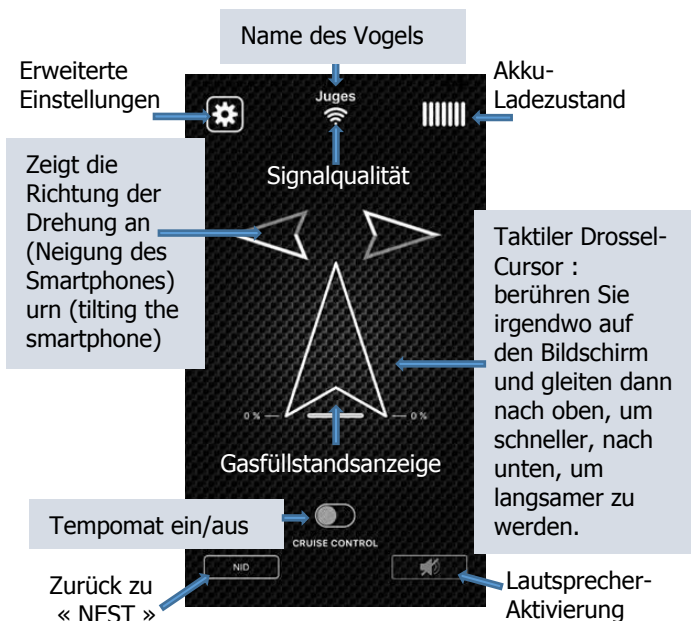 Name des Vogels
Erweiterte
Einstellungen
Akku-
Ladezustand
Juges
Signalqualität
Zeigt die
Richtung der
Drehung an
(Neigung des
Smartphones)
urn (tilting the
smartphone)
Taktiler Drossel-
Cursor :
berühren Sie
irgendwo auf
den Bildschirm
und gleiten dann
nach oben, um
schneller, nach
unten, um
langsamer zu
werden.
0 %
0 %
Gasfüllstandsanzeige
Tempomat ein/aus
CRUISE CONTROL
NID
Zurück zu
« NEST »
Lautsprecher-
Aktivierung